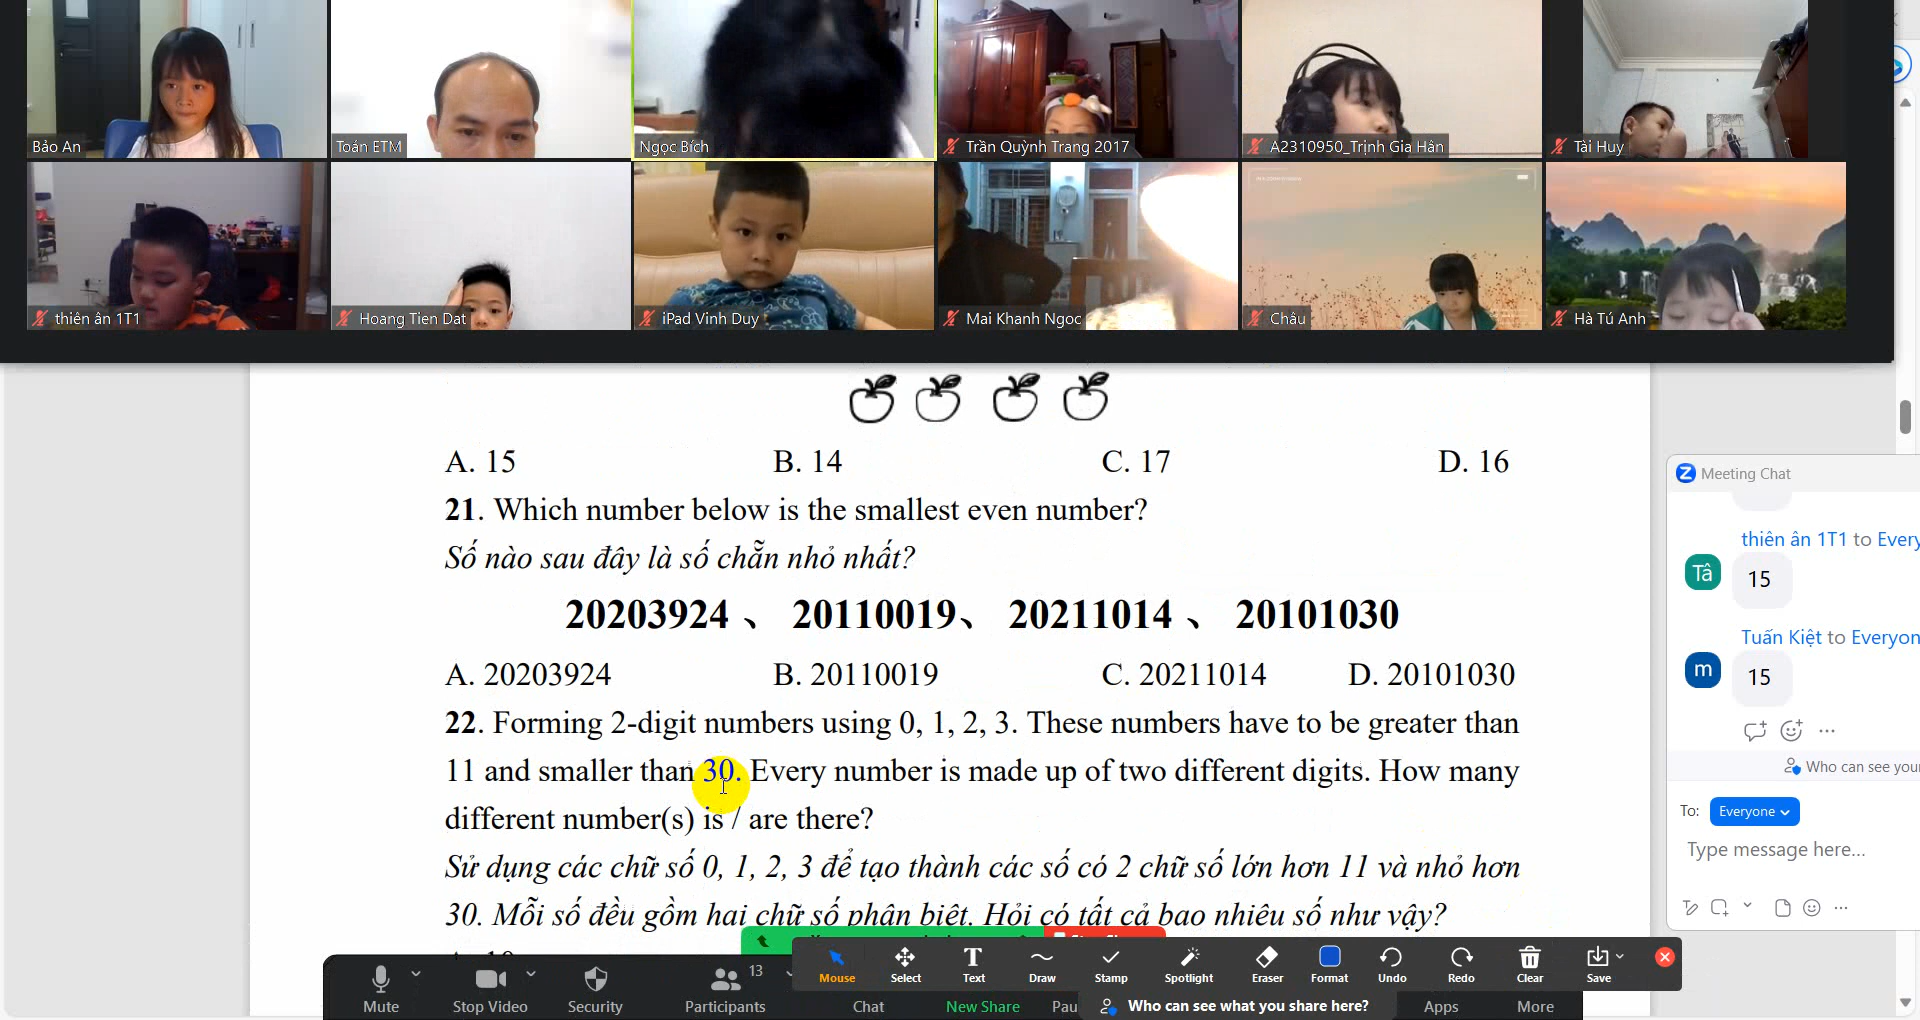 Bảo An
Toán ETM
Ngọc Bích
Trần Quỳnh Trang 2017
A2310950_Trịnh Gia Hân
Tài Huy
thiên ân 1T1
Hoang Tien Dat
iPad Vinh Duy
Mai Khanh Ngoc
Châu
Hà Tú Anh
A. 15 B. 14 C. 17 D. 16
21. Which number below is the smallest even number?
Số nào sau đây là số chẵn nhỏ nhất?
20203924 、 20110019、 20211014 、 20101030
A. 20203924 B. 20110019 C. 20211014 D. 20101030
22. Forming 2-digit numbers using 0, 1, 2, 3. These numbers have to be greater than
11 and smaller than 30. Every number is made up of two different digits. How many
different number(s) is / are there?
Sử dụng các chữ số 0, 1, 2, 3 để tạo thành các số có 2 chữ số lớn hơn 11 và nhỏ hơn
30. Mỗi số đều gồm hai chữ số phân biệt. Hỏi có tất cả bao nhiêu số như vậy?
Meeting Chat
thiên ân 1T1 to Every
Tâ
15
Tuấn Kiệt to Everyon
m
15
Who can see your
To: Everyone
Type message here...
Mouse Select Text Draw Stamp Spotlight Eraser Format Undo Redo Clear Save
13
Mute Stop Video Security Participants Chat New Share Pau Who can see what you share here? Apps More